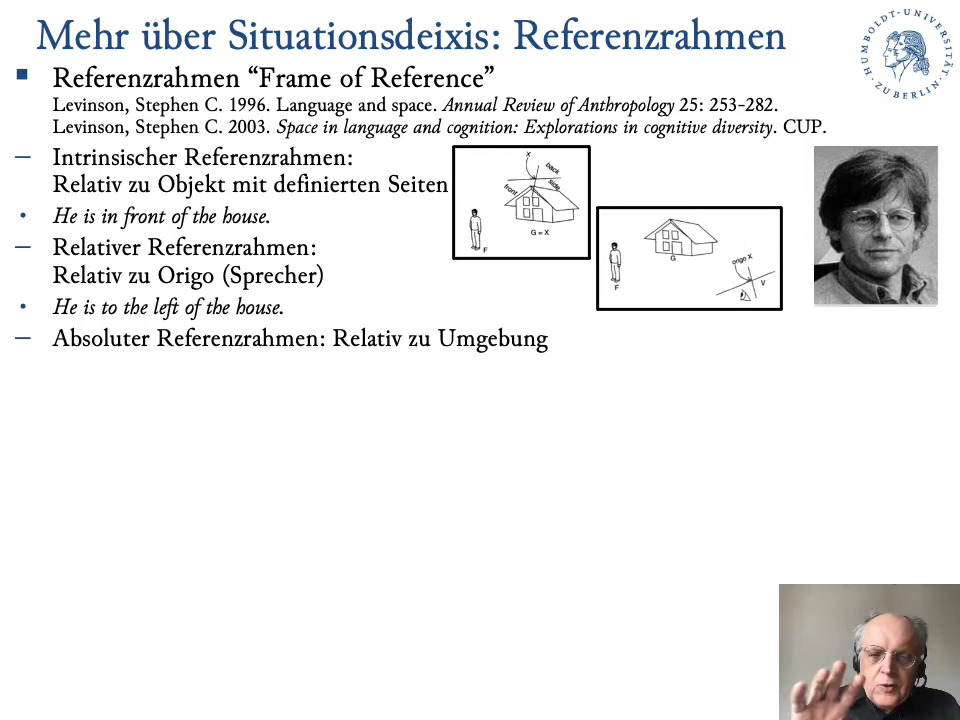 Mehr über Situationsdeixis: Referenzrahmen
HUMBOLDT-UNIVERSITÄT · ZU BERLIN ·
Referenzrahmen “Frame of Reference”
Levinson, Stephen C. 1996. Language and space. Annual Review of Anthropology 25: 253-282.
Levinson, Stephen C. 2003. Space in language and cognition: Explorations in cognitive diversity. CUP.
– Intrinsischer Referenzrahmen:
Relativ zu Objekt mit definierten Seiten
• He is in front of the house.
– Relativer Referenzrahmen:
Relativ zu Origo (Sprecher)
• He is to the left of the house.
– Absoluter Referenzrahmen: Relativ zu Umgebung
X
back
front
side
G = X
F
G
origo X
F
V